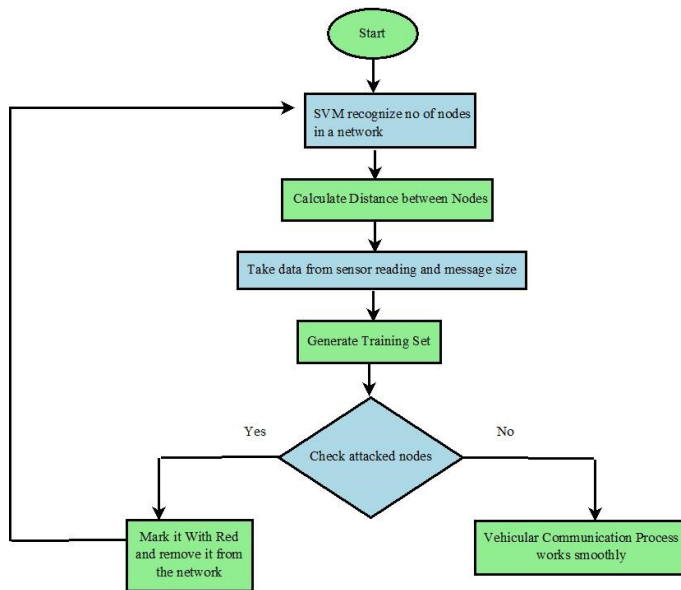 Start
SVM recognize no of nodes
in a network
Calculate Distance between Nodes
Take data from sensor reading and message size
Generate Training Set
Yes
No
Check attacked nodes
Mark it With Red
and remove it from
the network
Vehicular Communication Process
works smoothly